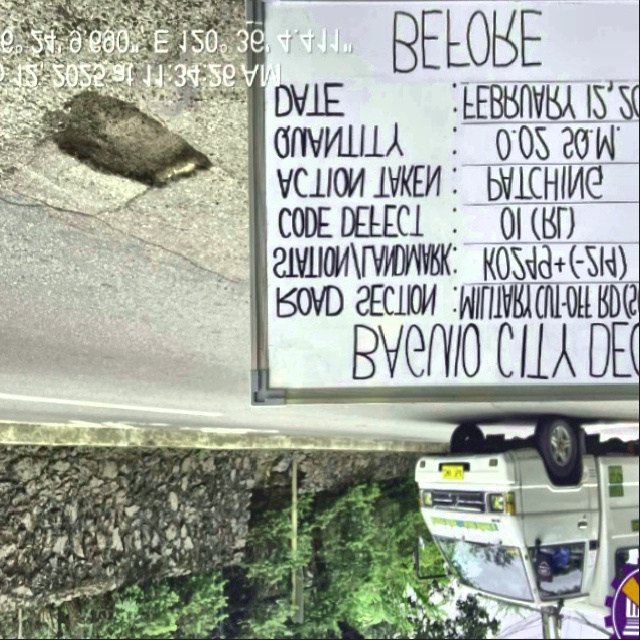 BAGUIO CITY DE
ROAD SECTION : MILITARY CUT-OFF RD (S
STATION/LANDMARK: K0249+(-214)
CODE DEFECT : 01 (RL)
ACTION TAKEN : PATCHING
QUANTITY : 0.02 SQ.M.
DATE : FEBRUARY 12, 20
BEFORE
12, 2025 at 11 34 26 AM
6° 24' 9.690" E 120° 36' 4.411"